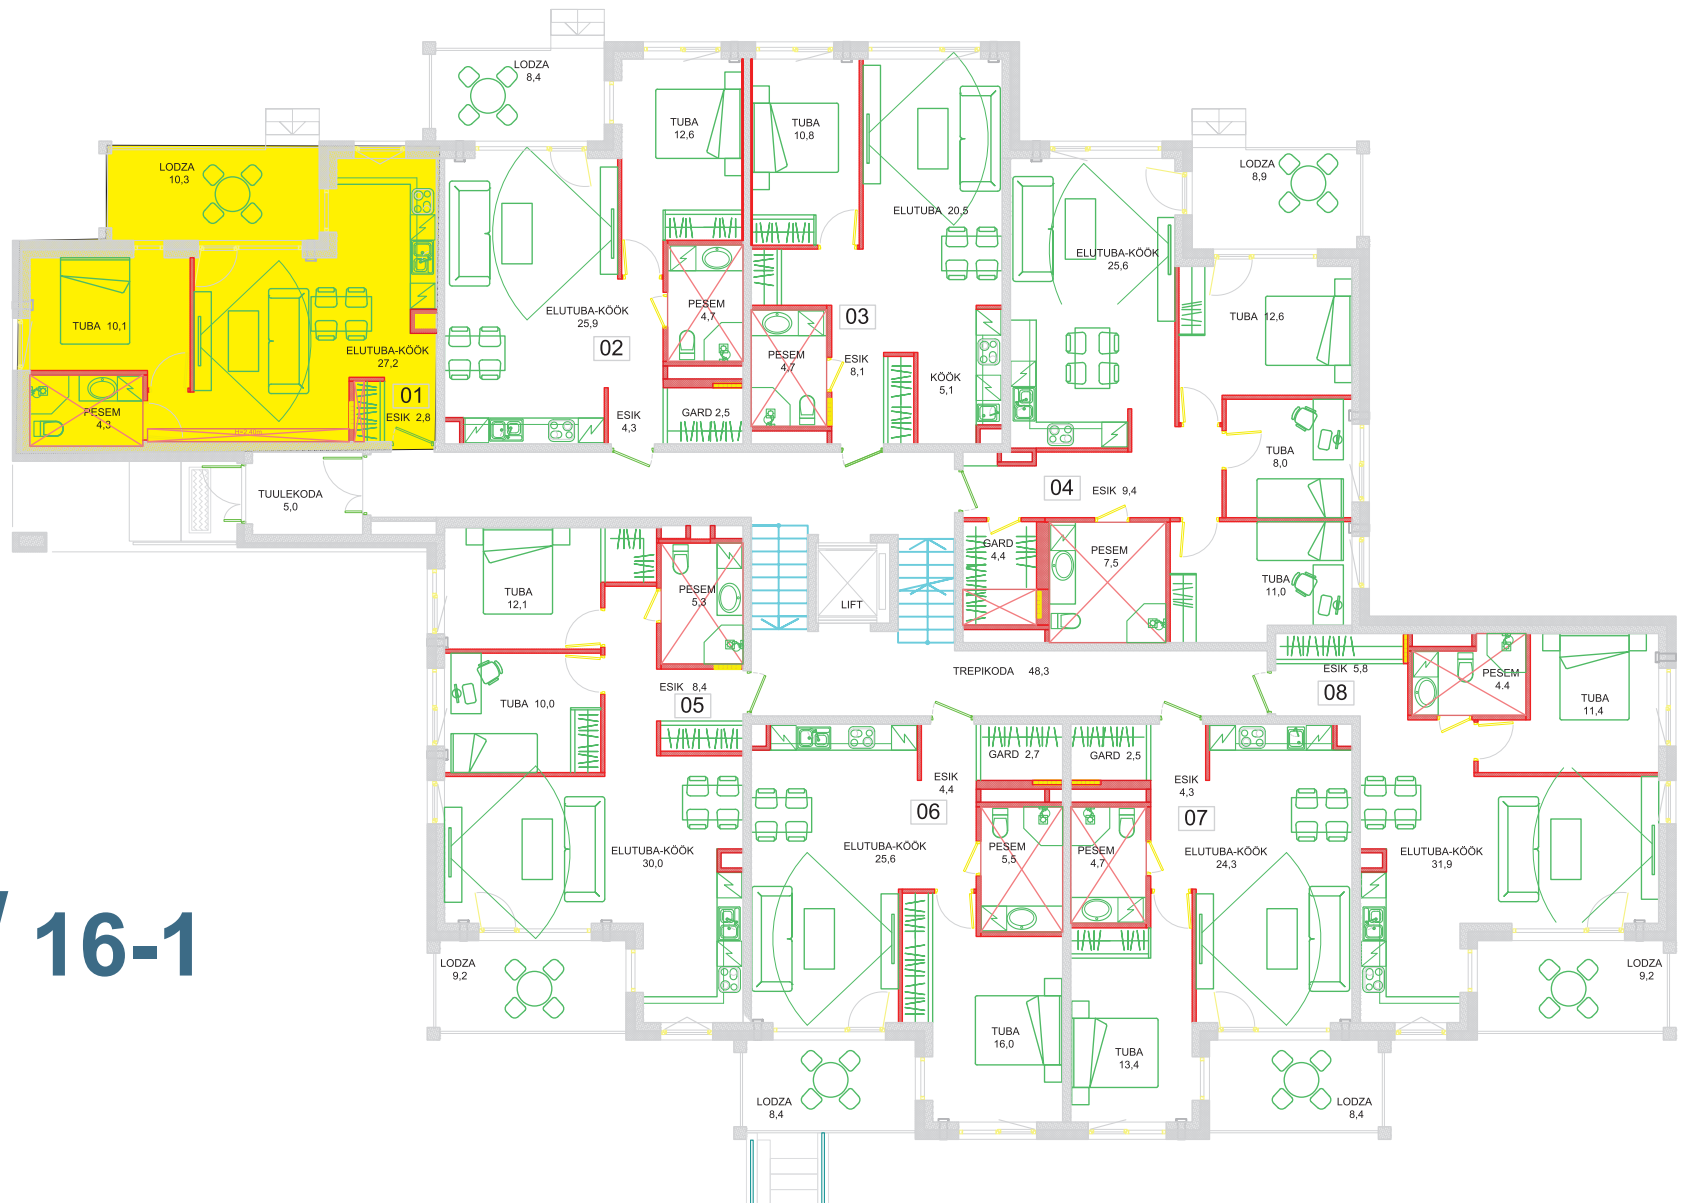 LODZA
8,4
LODZA
10,3
TUBA 10,1
PESEM
4,3
ELUTUBA-KÖÖK
27,2
01
ESIK 2,8
H=2.40m
TUBA
12,6
ELUTUBA-KÖÖK
25,9
02
PESEM
4,7
ESIK
4,3
GARD 2,5
TUBA
10,8
ELUTUBA 20,5
03
PESEM
4,7
ESIK
8,1
KÖÖK
5,1
LODZA
8,9
ELUTUBA-KÖÖK
25,6
TUBA 12,6
TUBA
8,0
04
ESIK 9,4
GARD
4,4
PESEM
7,5
TUBA
11,0
TUULEKODA
5,0
LIFT
TREPIKODA 48,3
TUBA
12,1
PESEM
5,3
TUBA 10,0
ESIK 8,4
05
ELUTUBA-KÖÖK
30,0
LODZA
9,2
GARD 2,7
ESIK
4,4
06
ELUTUBA-KÖÖK
25,6
PESEM
5,5
TUBA
16,0
LODZA
8,4
GARD 2,5
ESIK
4,3
07
PESEM
4,7
ELUTUBA-KÖÖK
24,3
TUBA
13,4
LODZA
8,4
ESIK 5,8
08
PESEM
4.4
TUBA
11,4
ELUTUBA-KÖÖK
31,9
LODZA
9,2
/ 16-1